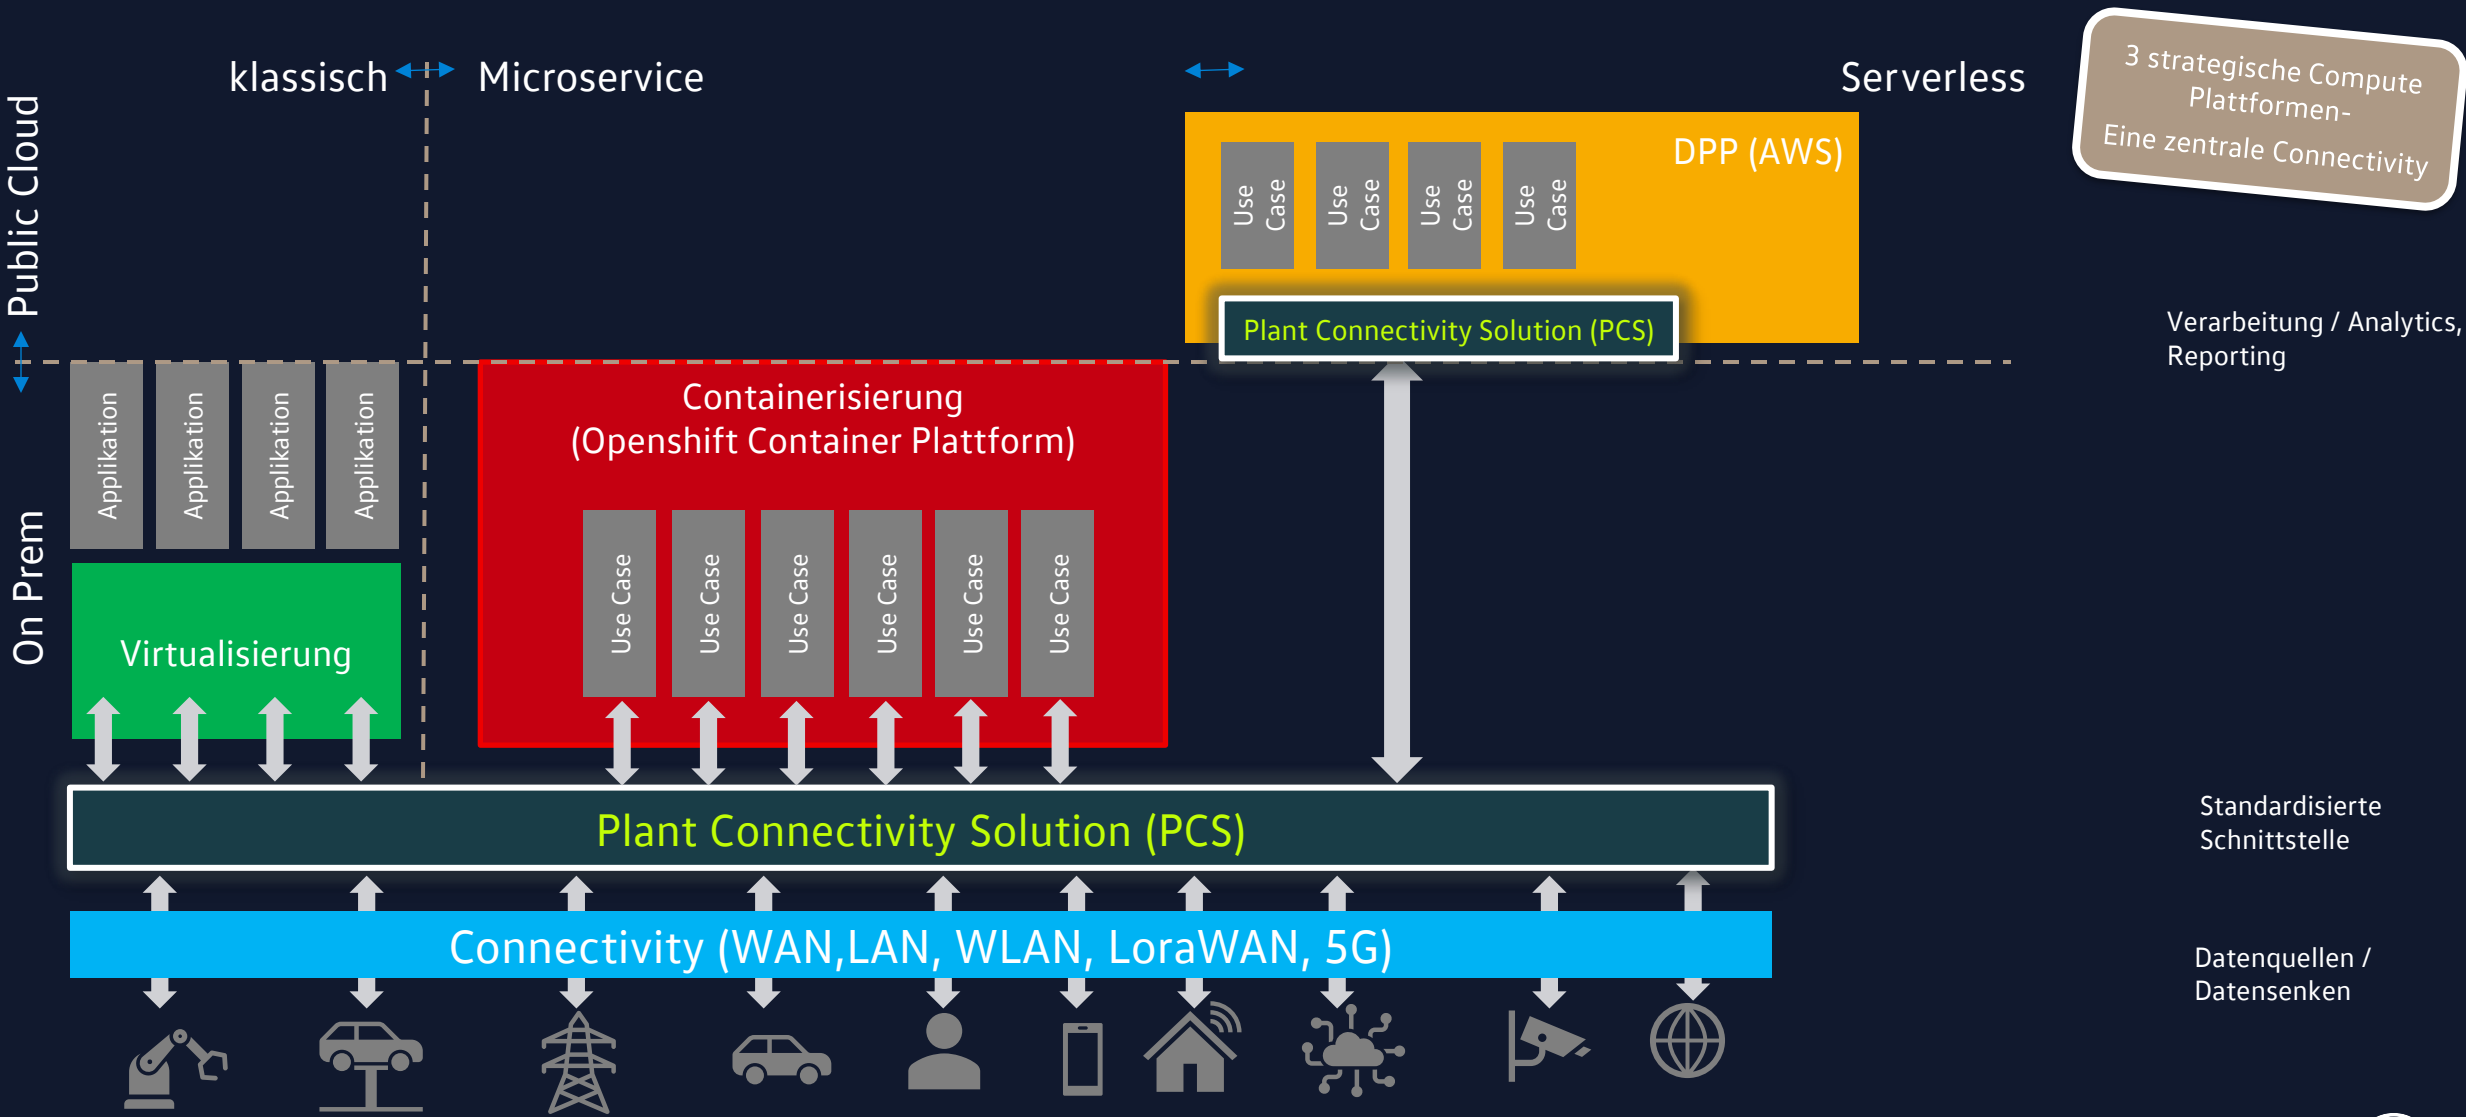 klassisch
Microservice
Serverless
3 strategische Compute
Plattformen-
Eine zentrale Connectivity
Public Cloud
DPP (AWS)
Use
Case
Use
Case
Use
Case
Use
Case
Plant Connectivity Solution (PCS)
Verarbeitung / Analytics,
Reporting
On Prem
Applikation
Applikation
Applikation
Applikation
Virtualisierung
Containerisierung
(Openshift Container Plattform)
Use Case
Use Case
Use Case
Use Case
Use Case
Use Case
Plant Connectivity Solution (PCS)
Standardisierte
Schnittstelle
Connectivity (WAN,LAN, WLAN, LoraWAN, 5G)
Datenquellen /
Datensenken